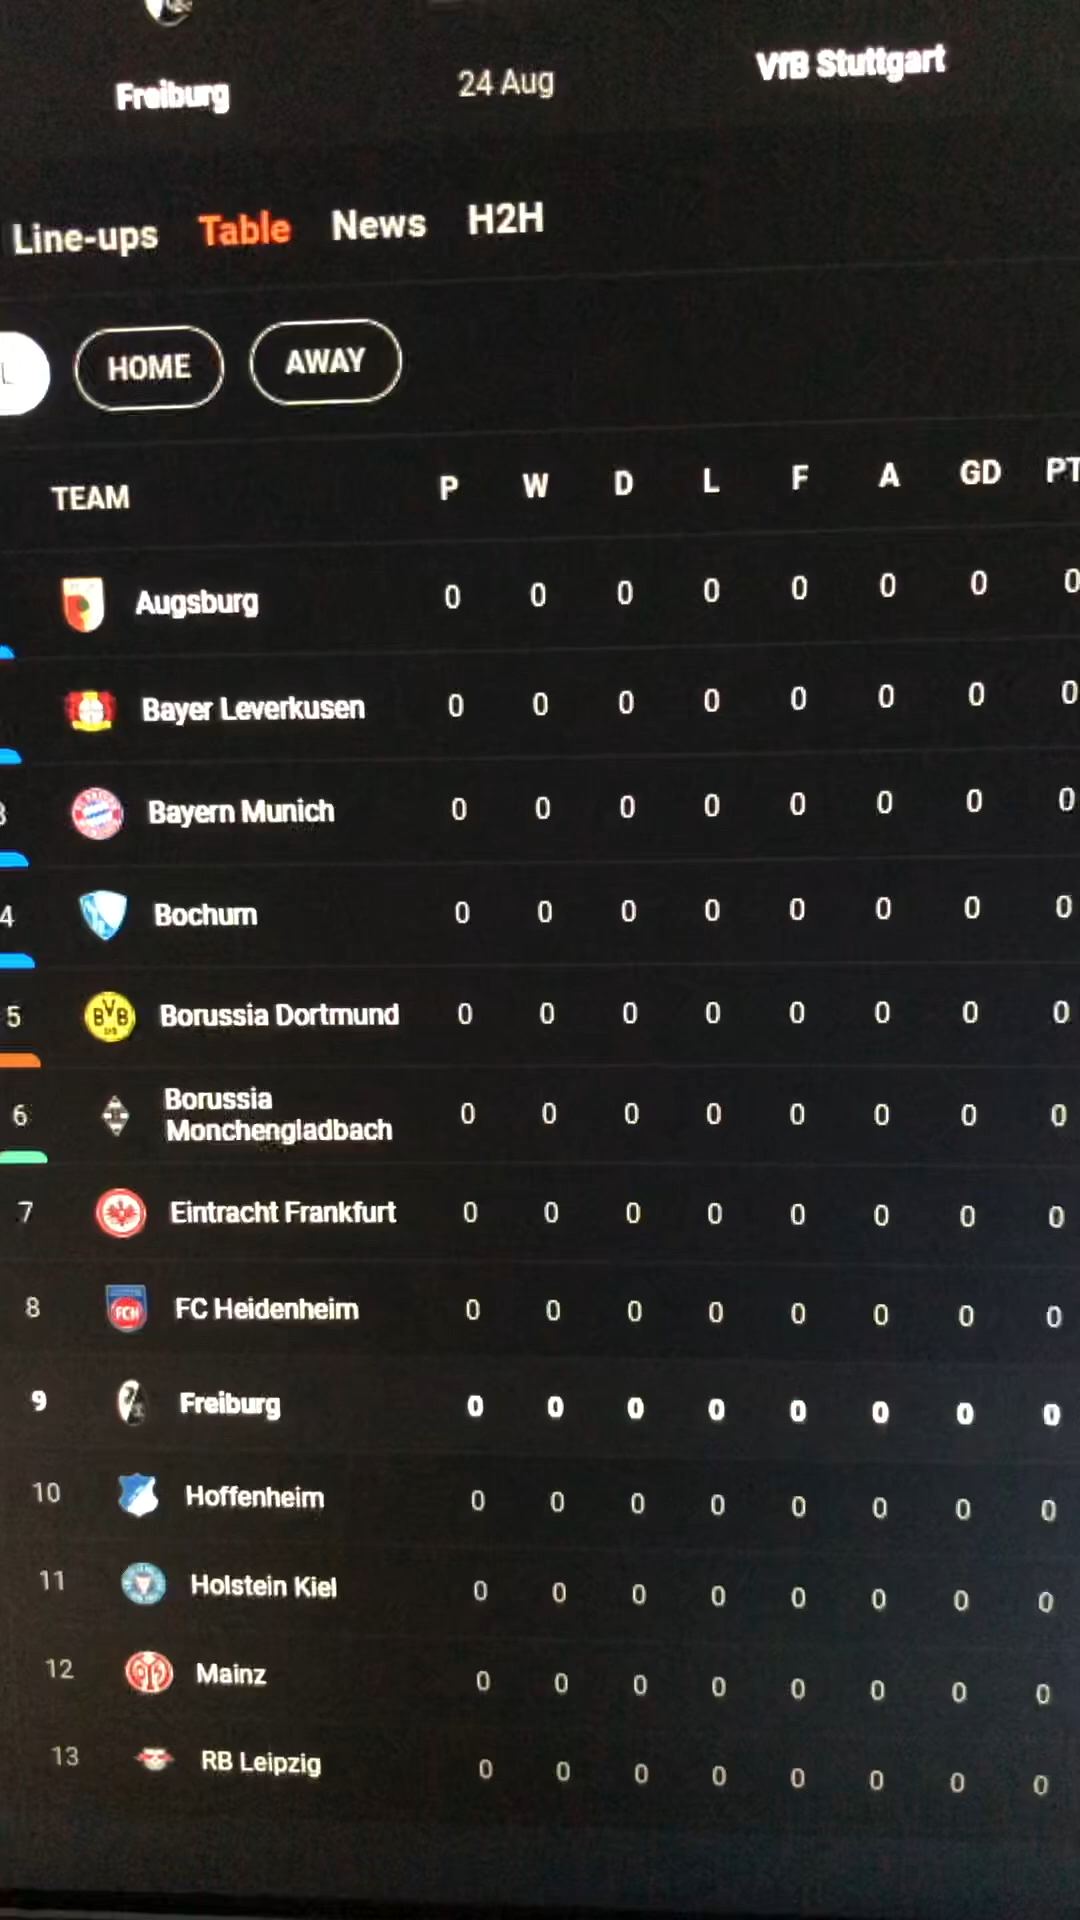 Freiburg 24 Aug VfB Stuttgart
Line-ups Table News H2H
L HOME AWAY
TEAM P W D L F A GD PT
Augsburg 0 0 0 0 0 0 0 0
Bayer Leverkusen 0 0 0 0 0 0 0 0
3 Bayern Munich 0 0 0 0 0 0 0 0
4 Bochum 0 0 0 0 0 0 0 0
5 BVB 09 Borussia Dortmund 0 0 0 0 0 0 0 0
6 Borussia
Monchengladbach 0 0 0 0 0 0 0 0
7 Eintracht Frankfurt 0 0 0 0 0 0 0 0
8 FCH FC Heidenheim 0 0 0 0 0 0 0 0
9 Freiburg 0 0 0 0 0 0 0 0
10 Hoffenheim 0 0 0 0 0 0 0 0
11 Holstein Kiel 0 0 0 0 0 0 0 0
12 Mainz 0 0 0 0 0 0 0 0
13 RB Leipzig 0 0 0 0 0 0 0 0